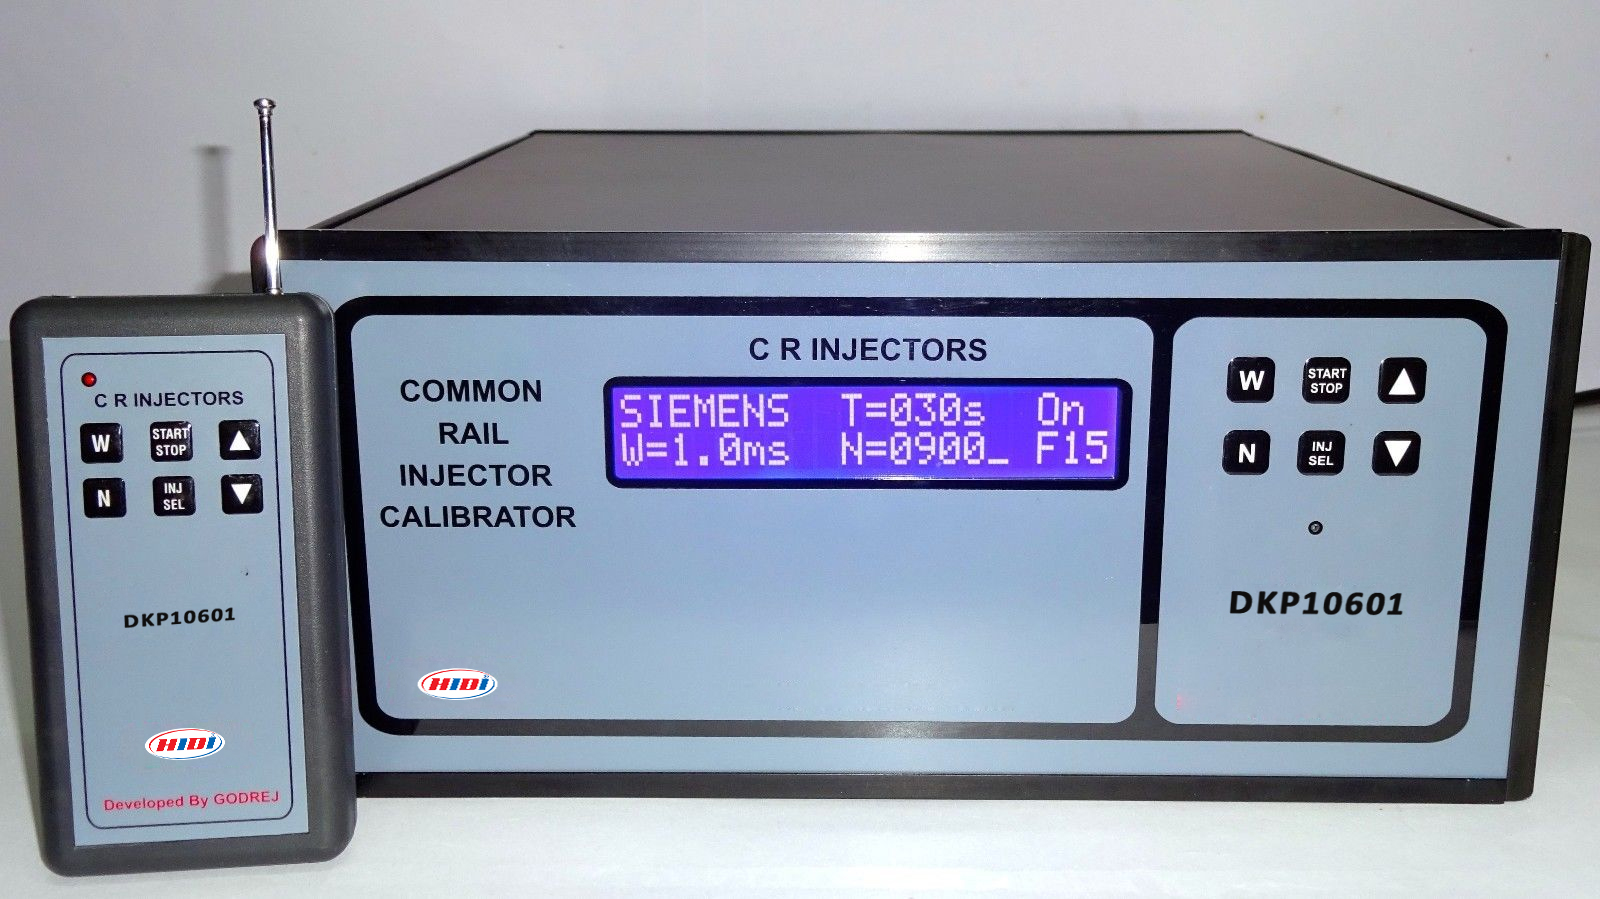 C R INJECTORS
W
START
STOP
▲
N
INJ
SEL
▼
DKP10601
HIDI
Developed By GODREJ
COMMON
RAIL
INJECTOR
CALIBRATOR
C R INJECTORS
SIEMENS T=030s On
W=1.0ms N=0900_ F15
HIDI
W
START
STOP
▲
N
INJ
SEL
▼
DKP10601